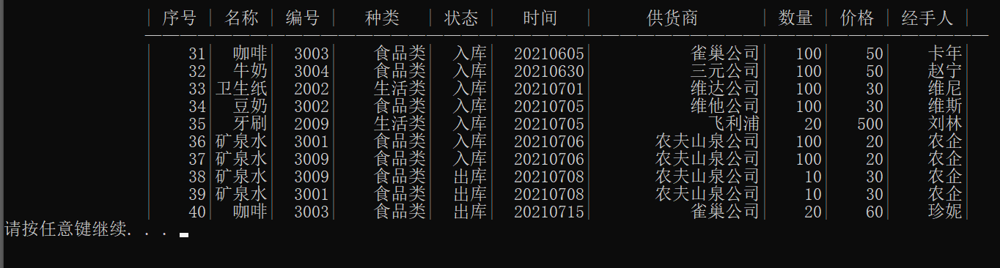 序号 名称 编号 种类 状态 时间 供货商 数量 价格 经手人
31 咖啡 3003 食品类 入库 20210605 雀巢公司 100 50 卡年
32 牛奶 3004 食品类 入库 20210630 三元公司 100 50 赵宁
33 卫生纸 2002 生活类 入库 20210701 维达公司 100 30 维尼
34 豆奶 3002 食品类 入库 20210705 维他公司 100 30 维斯
35 牙刷 2009 生活类 入库 20210705 飞利浦 20 500 刘林
36 矿泉水 3001 食品类 入库 20210706 农夫山泉公司 100 20 农企
37 矿泉水 3009 食品类 入库 20210706 农夫山泉公司 100 20 农企
38 矿泉水 3009 食品类 出库 20210708 农夫山泉公司 10 30 农企
39 矿泉水 3001 食品类 出库 20210708 农夫山泉公司 10 30 农企
40 咖啡 3003 食品类 出库 20210715 雀巢公司 20 60 珍妮
请按任意键继续. . .